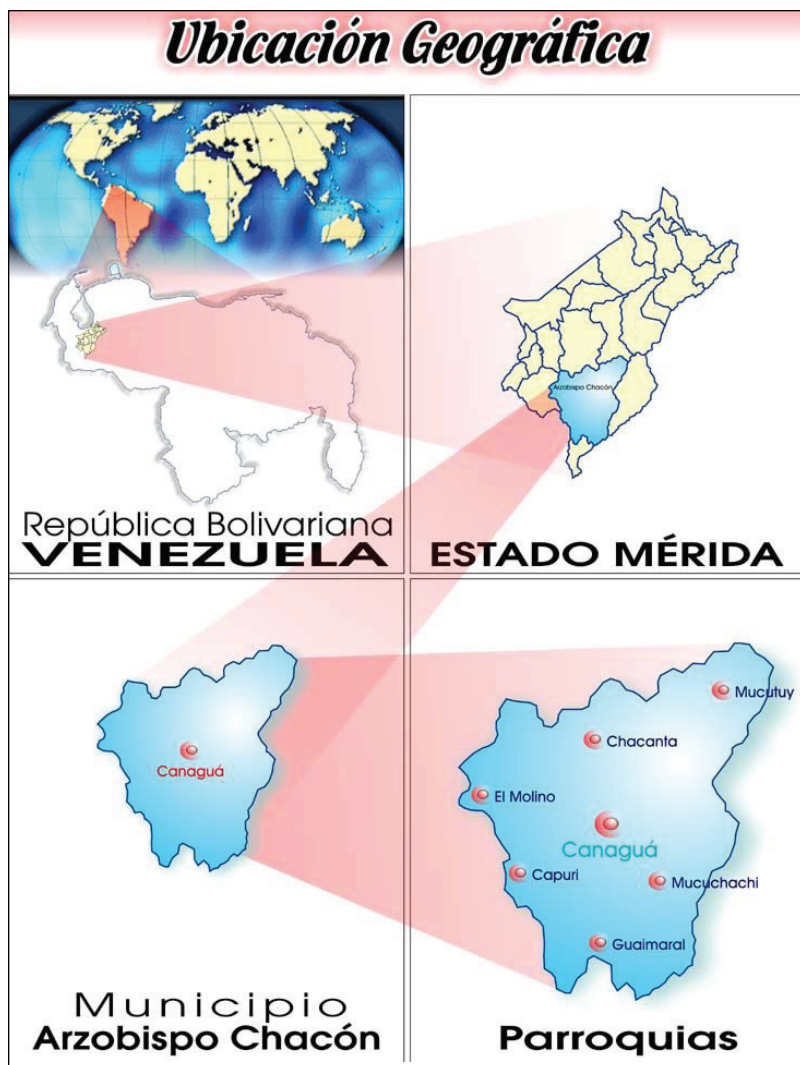 Ubicación Geográfica
República Bolivariana
VENEZUELA
Arzobispo Chacón
ESTADO MÉRIDA
Canaguá
Municipio
Arzobispo Chacón
Mucutuy
Chacanta
El Molino
Canaguá
Capuri
Mucuchachi
Guaimaral
Parroquias